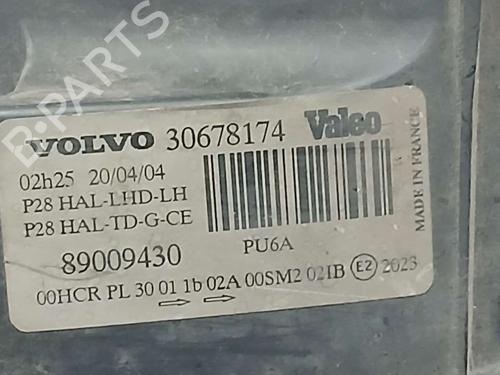 B-PARTS
VOLVO 30678174 Valeo
02h25 20/04/04
P28 HAL-LHD-LH
P28 HAL-TD-G-CE
89009430
PU6A
00HCR PL 30 01 1b 02A 00SM2 02IB E2 2023
MADE IN FRANCE